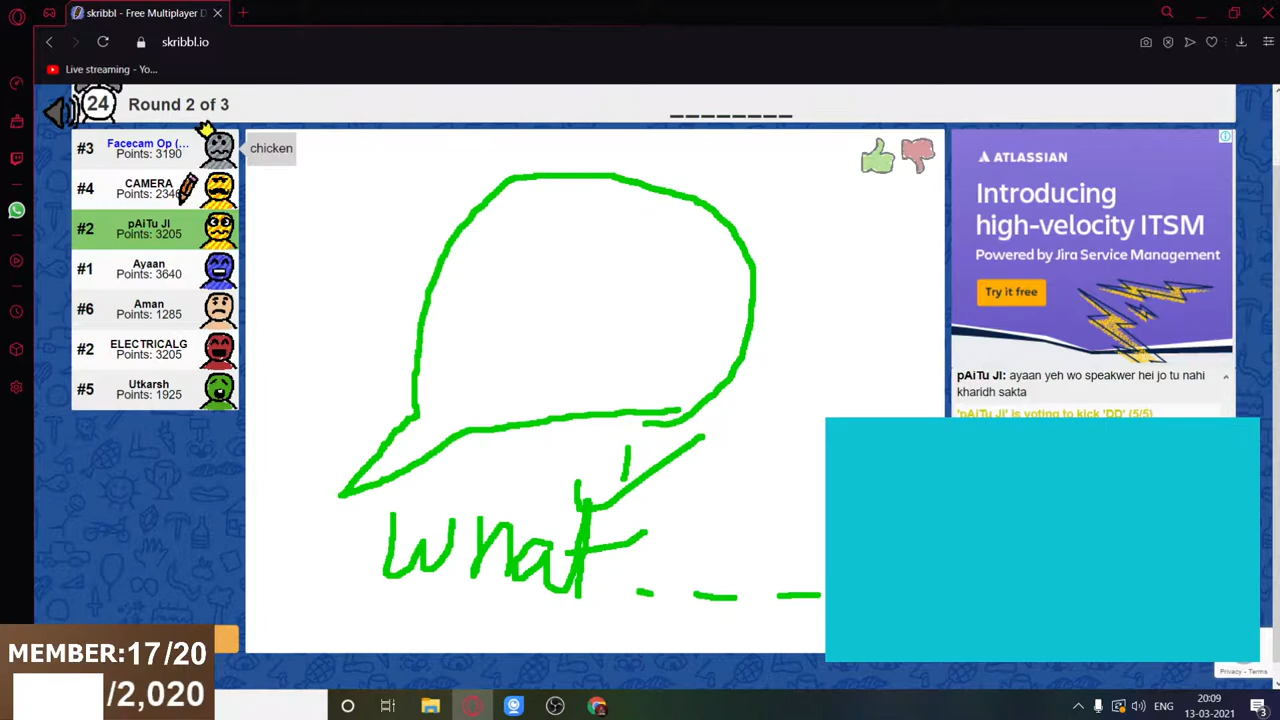 skribbl - Free Multiplayer D
skribbl.io
Live streaming - Yo...
24
Round 2 of 3
________
#3 Facecam Op (...
Points: 3190
chicken
#4 CAMERA
Points: 2346
#2 pAiTu JI
Points: 3205
#1 Ayaan
Points: 3640
#6 Aman
Points: 1285
#2 ELECTRICALG
Points: 3205
#5 Utkarsh
Points: 1925
what
ATLASSIAN
Introducing
high-velocity ITSM
Powered by Jira Service Management
Try it free
pAiTu JI: ayaan yeh wo speakwer hei jo tu nahi
kharidh sakta
'pAiTu JI' is voting to kick 'DD' (5/5)
Privacy - Terms
MEMBER:17/20
/2,020
ENG
20:09
13-03-2021
3